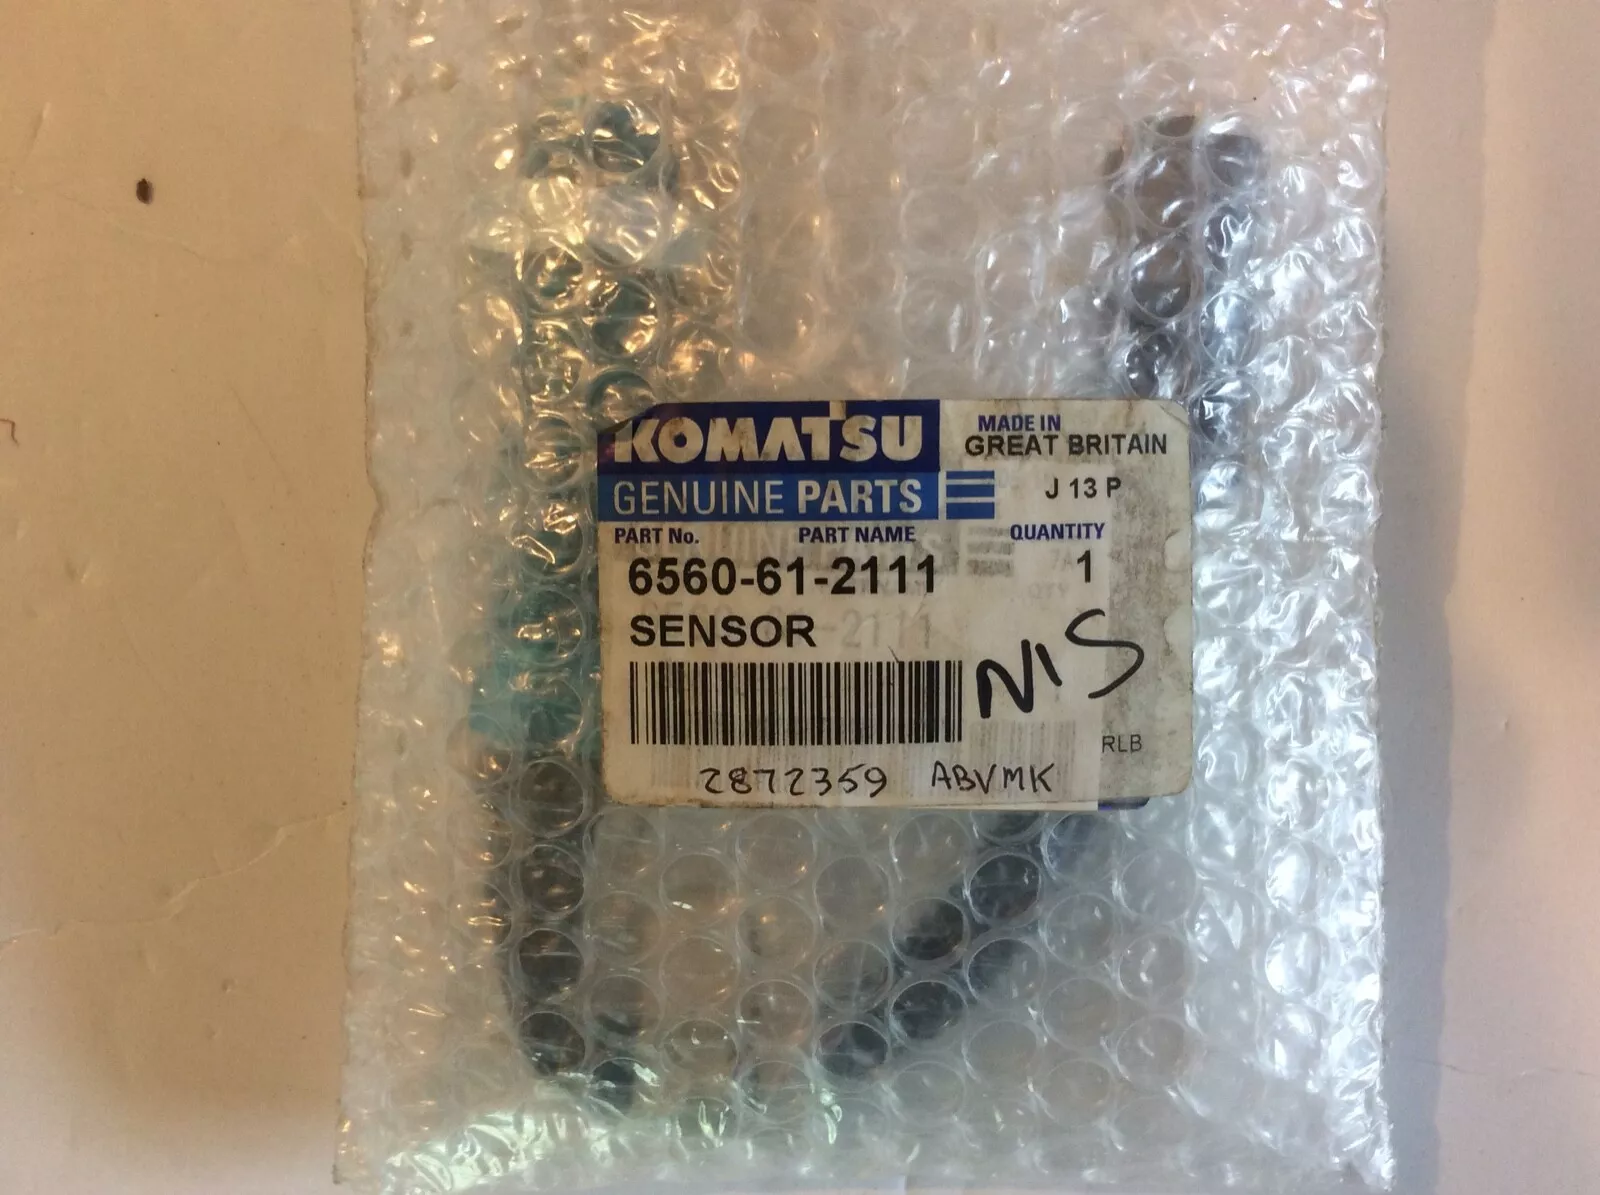 KOMATSU
GENUINE PARTS
MADE IN
GREAT BRITAIN
J 13 P
PART No. PART NAME QUANTITY
6560-61-2111 1
SENSOR
NIS
RLB
2872359 ABVMK